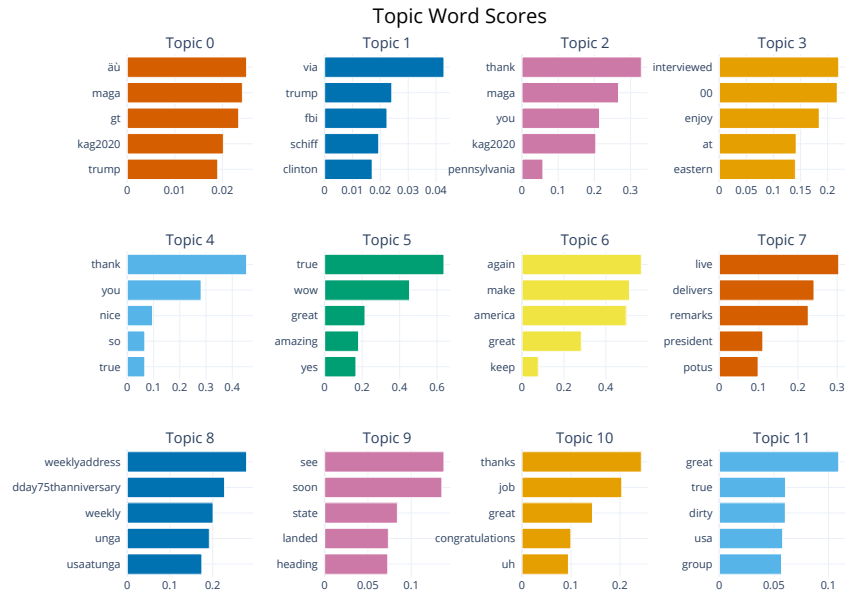 Topic Word Scores
Topic 0
äù
maga
gt
kag2020
trump
0 0.01 0.02
Topic 1
via
trump
fbi
schiff
clinton
0 0.01 0.02 0.03 0.04
Topic 2
thank
maga
you
kag2020
pennsylvania
0 0.1 0.2 0.3
Topic 3
interviewed
00
enjoy
at
eastern
0 0.05 0.1 0.15 0.2
Topic 4
thank
you
nice
so
true
0 0.1 0.2 0.3 0.4
Topic 5
true
wow
great
amazing
yes
0 0.2 0.4 0.6
Topic 6
again
make
america
great
keep
0 0.2 0.4
Topic 7
live
delivers
remarks
president
potus
0 0.1 0.2 0.3
Topic 8
weeklyaddress
dday75thanniversary
weekly
unga
usaatunga
0 0.1 0.2
Topic 9
see
soon
state
landed
heading
0 0.05 0.1
Topic 10
thanks
job
great
congratulations
uh
0 0.1 0.2
Topic 11
great
true
dirty
usa
group
0 0.05 0.1